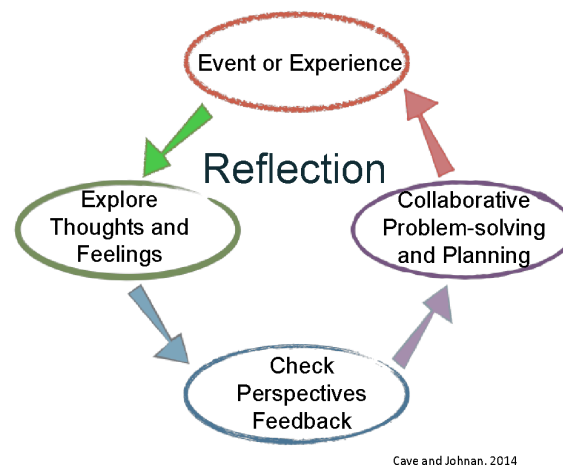 Event or Experience
Reflection
Explore
Thoughts and
Feelings
Collaborative
Problem-solving
and Planning
Check
Perspectives
Feedback
Cave and Johnan. 2014